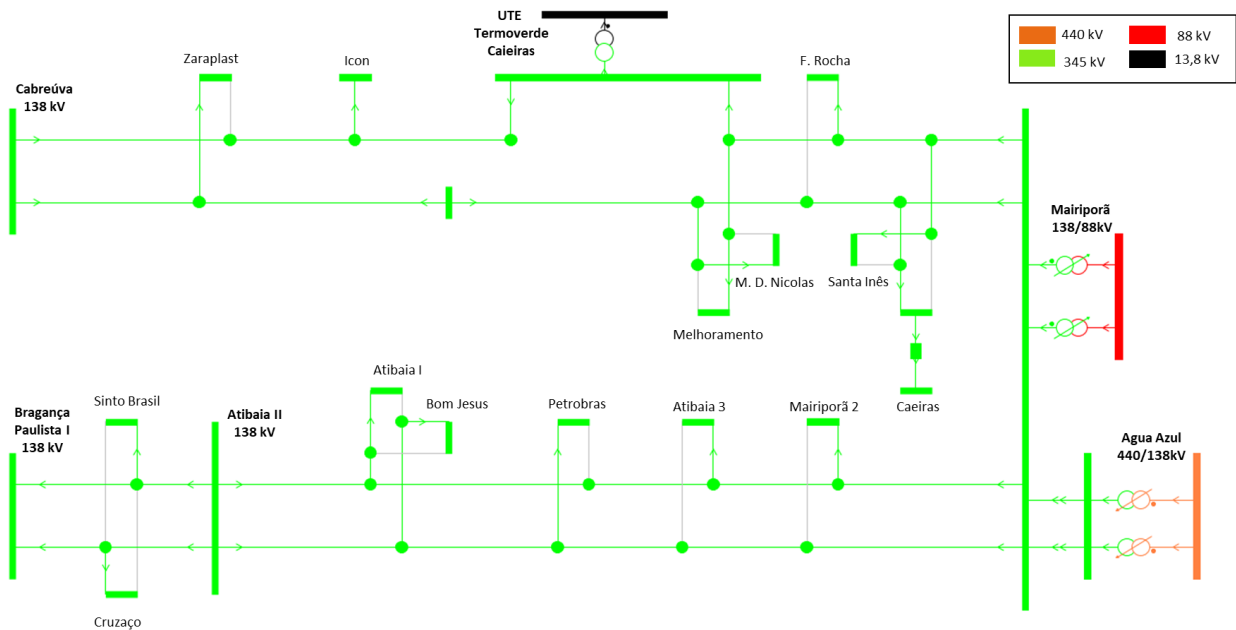 UTE
Termoverde
Caieiras
440 kV
88 kV
345 kV
13,8 kV
Zaraplast
Icon
F. Rocha
Cabreúva
138 kV
Mairiporã
138/88kV
M. D. Nicolas
Santa Inês
Melhoramento
Atibaia I
Bom Jesus
Petrobras
Atibaia 3
Mairiporã 2
Caeiras
Sinto Brasil
Bragança
Paulista I
138 kV
Atibaia II
138 kV
Agua Azul
440/138kV
Cruzaço